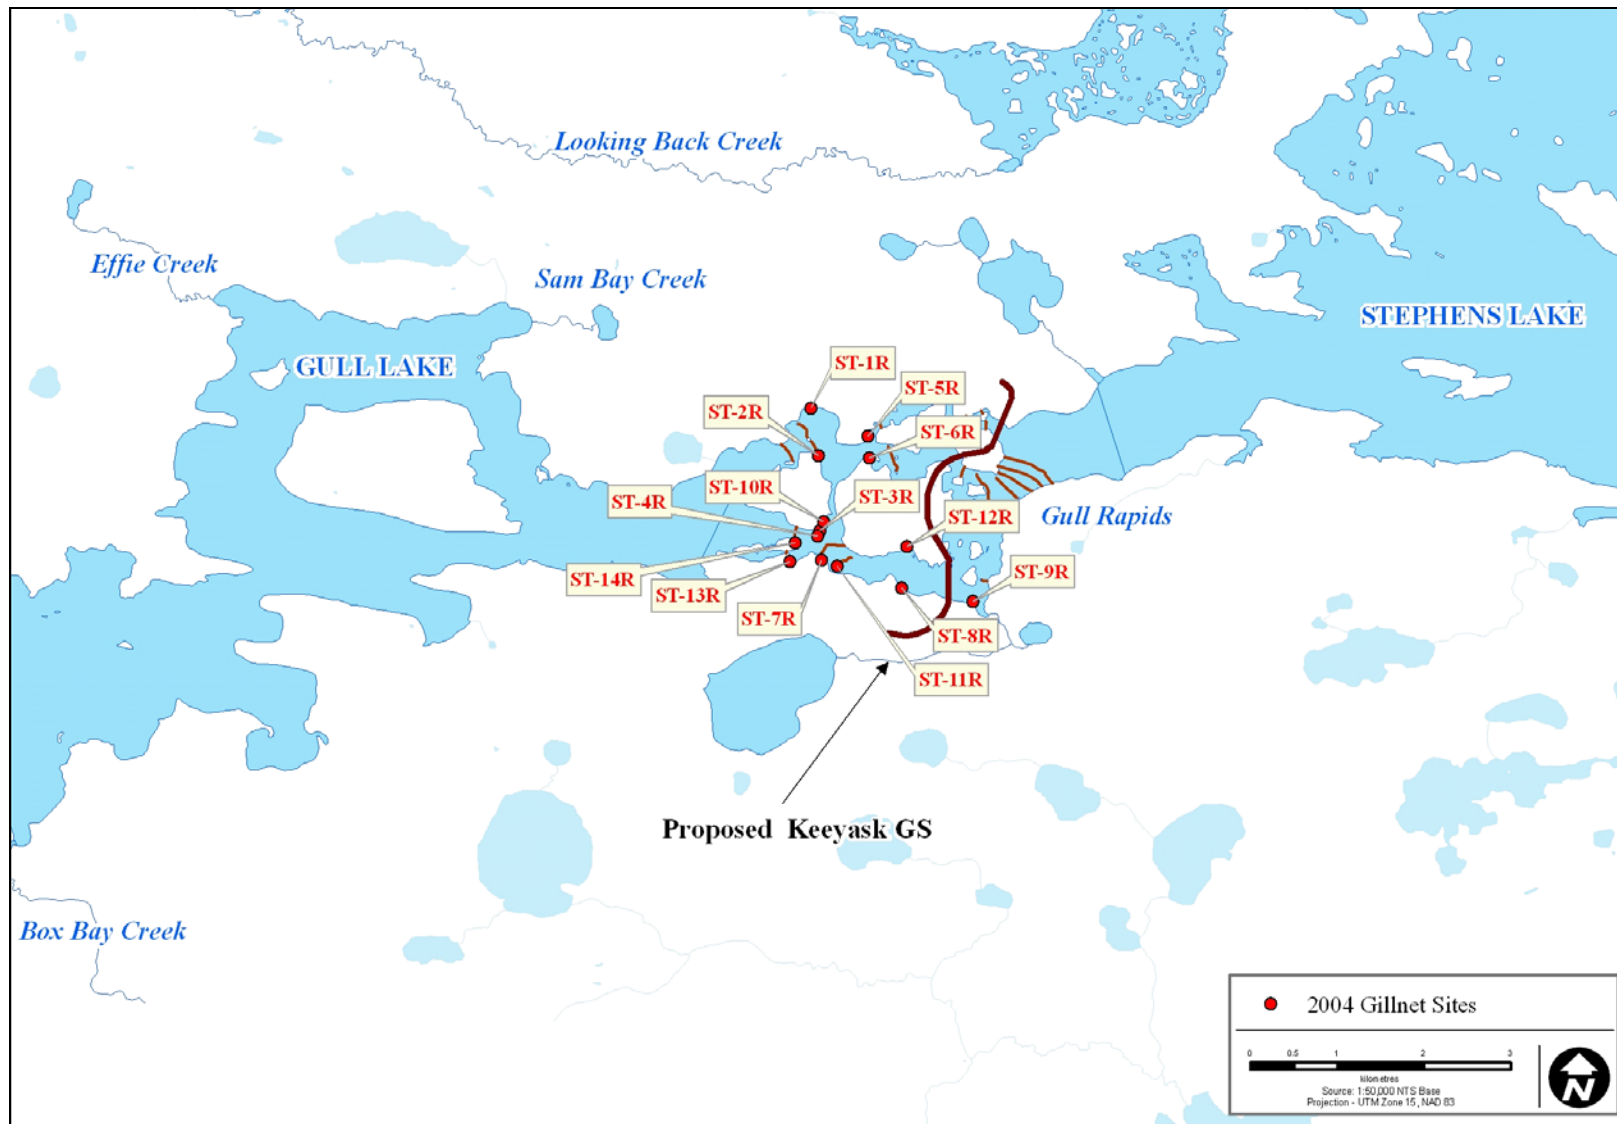 Looking Back Creek
Effie Creek
Sam Bay Creek
STEPHENS LAKE
GULL LAKE
ST-1R
ST-5R
ST-2R
ST-6R
ST-10R
ST-3R
ST-4R
ST-12R
Gull Rapids
ST-14R
ST-9R
ST-13R
ST-7R
ST-8R
ST-11R
Proposed Keeyask GS
Box Bay Creek
2004 Gillnet Sites
0 0.5 1 2 3
kilometres
Source: 1:50,000 NTS Base
Projection - UTM Zone 15, NAD 83
N